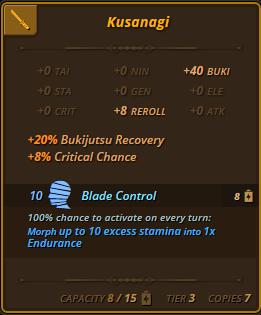 Kusanagi
+0 TAI +0 NIN +40 BUKI
+0 STA +0 GEN +0 ELE
+0 CRIT +8 REROLL +0 ATK
+20% Bukijutsu Recovery
+8% Critical Chance
10 Blade Control 8
100% chance to activate on every turn:
Morph up to 10 excess stamina into 1x
Endurance
CAPACITY 8 / 15 TIER 3 COPIES 7